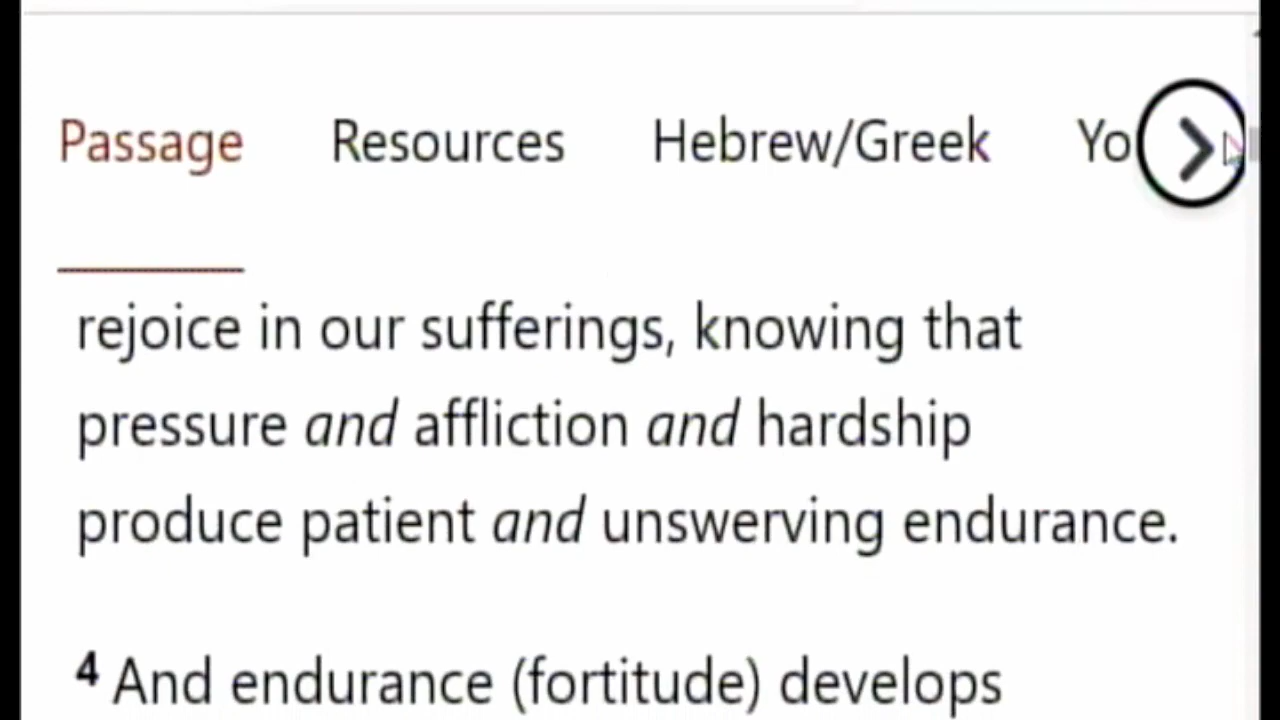 Passage Resources Hebrew/Greek Yo
rejoice in our sufferings, knowing that
pressure and affliction and hardship
produce patient and unswerving endurance.
4 And endurance (fortitude) develops